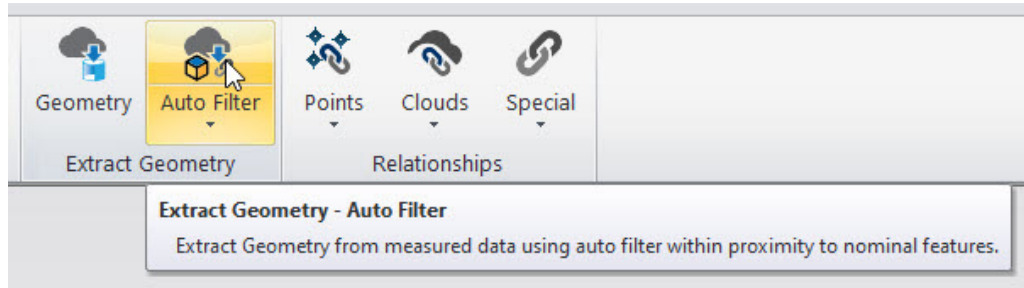 Geometry
Auto Filter
Points
Clouds
Special
Extract Geometry
Relationships
Extract Geometry - Auto Filter
Extract Geometry from measured data using auto filter within proximity to nominal features.